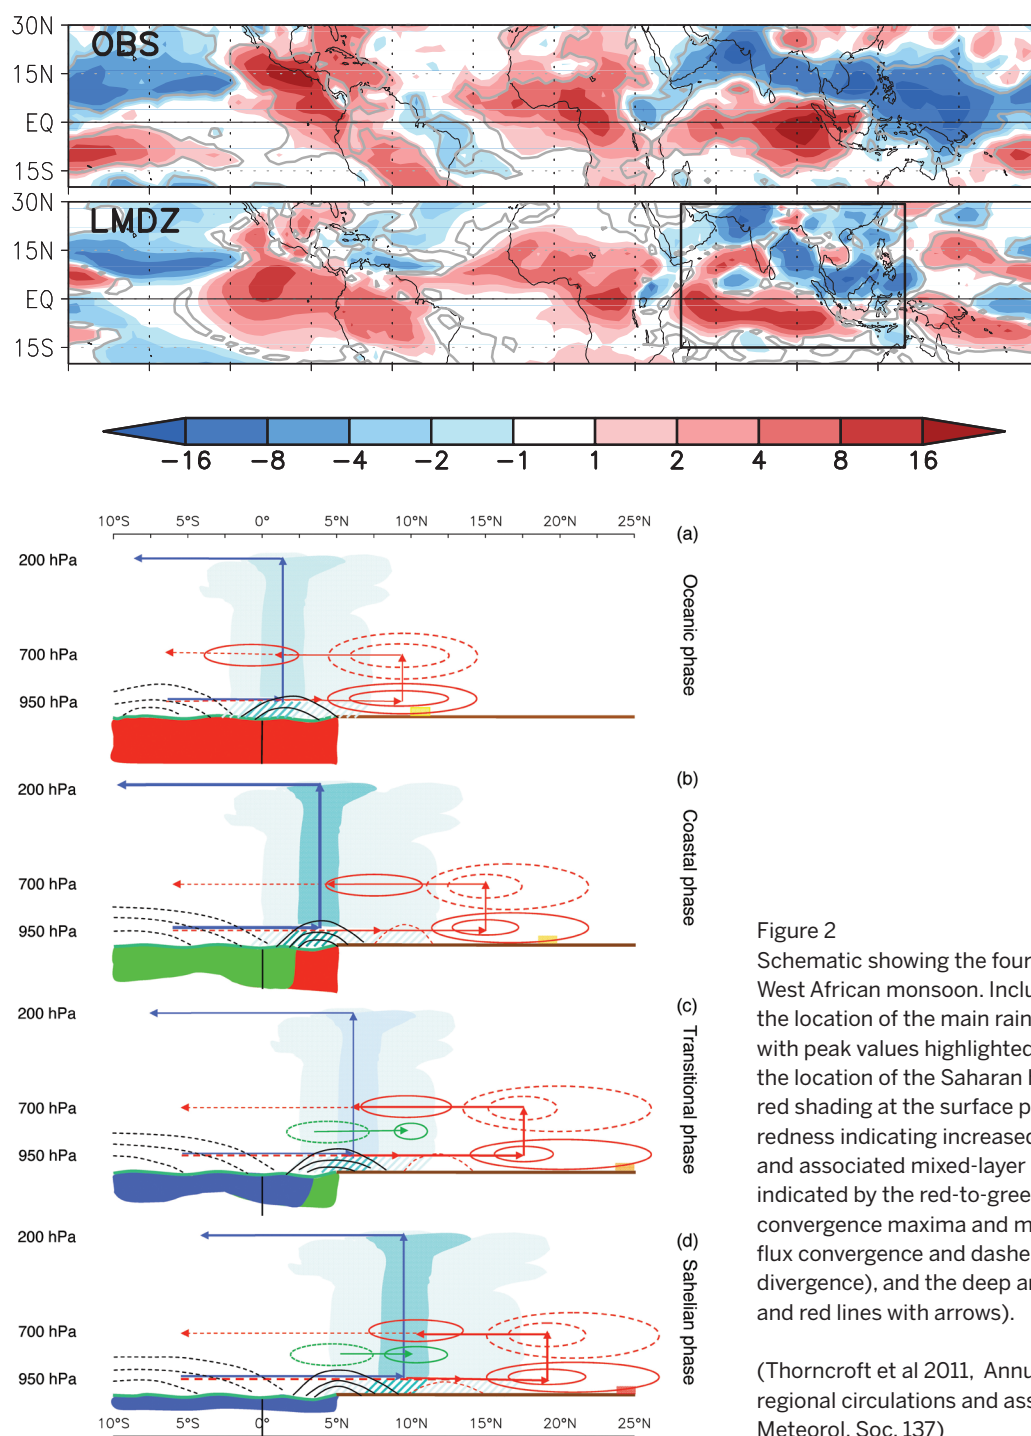 30N
OBS
15N
EQ
15S
30N
LMDZ
15N
EQ
15S
-16 -8 -4 -2 -1 1 2 4 8 16
10°S 5°S 0° 5°N 10°N 15°N 20°N 25°N
(a)
Oceanic phase
200 hPa
700 hPa
950 hPa
(b)
Coastal phase
200 hPa
700 hPa
950 hPa
(c)
Transitional phase
200 hPa
700 hPa
950 hPa
(d)
Sahelian phase
200 hPa
700 hPa
950 hPa
10°S 5°S 0° 5°N 10°N 15°N 20°N 25°N
Figure 2
Schematic showing the four
West African monsoon. Inclu
the location of the main rain
with peak values highlighted
the location of the Saharan
red shading at the surface p
redness indicating increased
and associated mixed-layer
indicated by the red-to-gree
convergence maxima and m
flux convergence and dashe
divergence), and the deep a
and red lines with arrows).
(Thorncroft et al 2011, Annu
regional circulations and ass
Meteorol. Soc. 137)